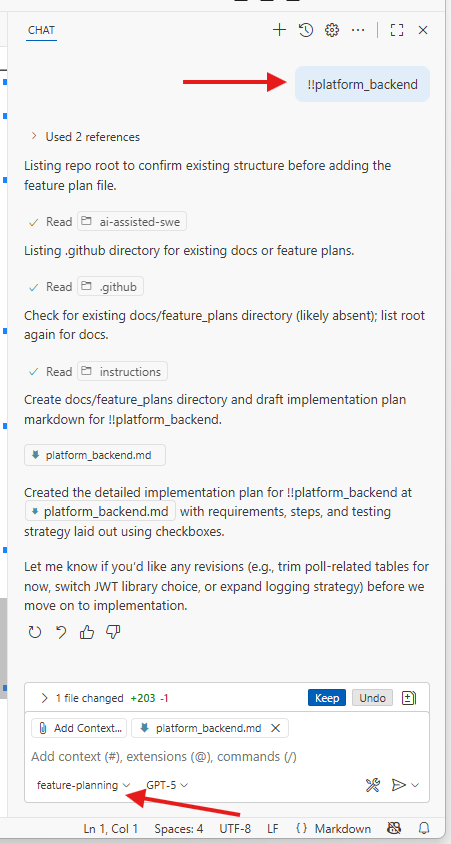 CHAT
!!platform_backend
Used 2 references
Listing repo root to confirm existing structure before adding the
feature plan file.
Read ai-assisted-swe
Listing .github directory for existing docs or feature plans.
Read .github
Check for existing docs/feature_plans directory (likely absent); list root
again for docs.
Read instructions
Create docs/feature_plans directory and draft implementation plan
markdown for !!platform_backend.
platform_backend.md
Created the detailed implementation plan for !!platform_backend at
platform_backend.md with requirements, steps, and testing
strategy laid out using checkboxes.
Let me know if you'd like any revisions (e.g., trim poll-related tables for
now, switch JWT library choice, or expand logging strategy) before we
move on to implementation.
1 file changed +203 -1 Keep Undo
Add Context... platform_backend.md
Add context (#), extensions (@), commands (/)
feature-planning GPT-5
Ln 1, Col 1 Spaces: 4 UTF-8 LF {} Markdown